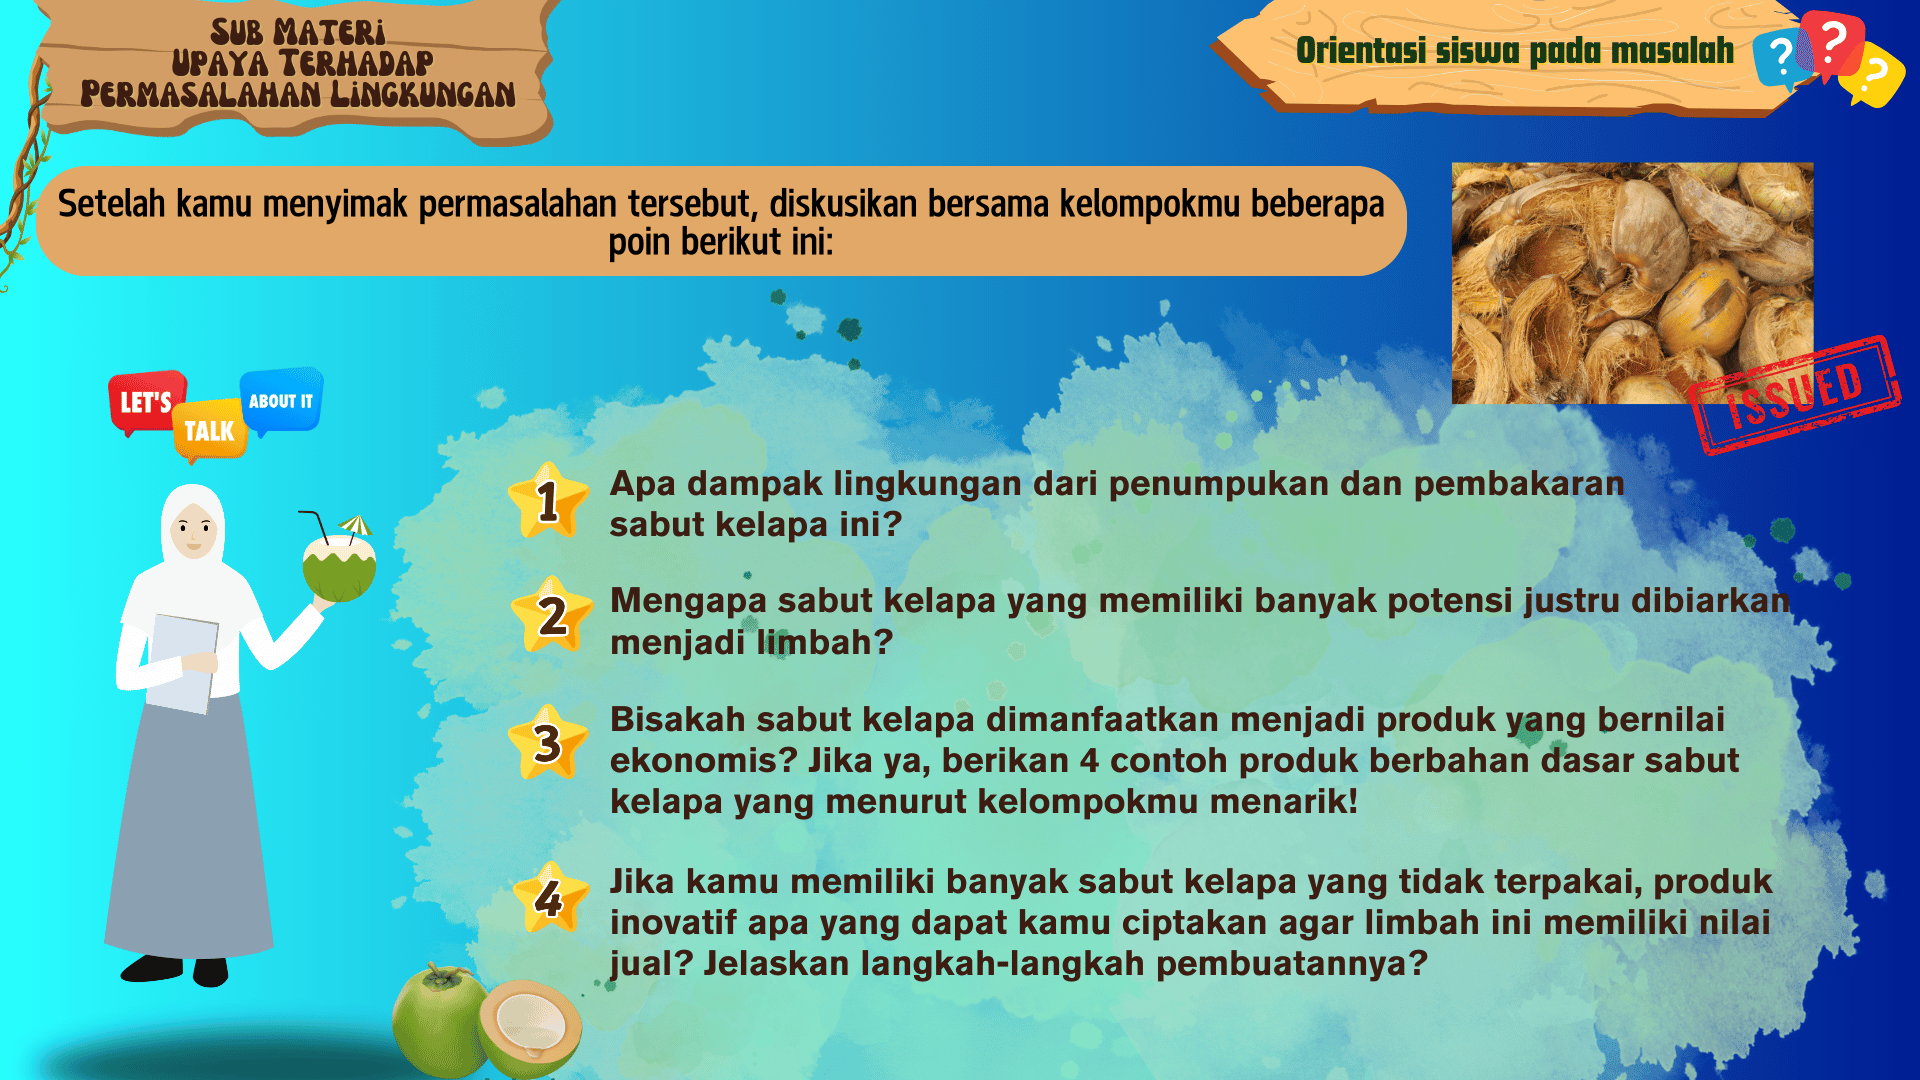 Sub Materi
Upaya Terhadap
Permasalahan Lingkungan
Orientasi siswa pada masalah
? ? ?
Setelah kamu menyimak permasalahan tersebut, diskusikan bersama kelompokmu beberapa
poin berikut ini:
ISSUED
LET'S
TALK
ABOUT IT
1
Apa dampak lingkungan dari penumpukan dan pembakaran
sabut kelapa ini?
2
Mengapa sabut kelapa yang memiliki banyak potensi justru dibiarkan
menjadi limbah?
3
Bisakah sabut kelapa dimanfaatkan menjadi produk yang bernilai
ekonomis? Jika ya, berikan 4 contoh produk berbahan dasar sabut
kelapa yang menurut kelompokmu menarik!
4
Jika kamu memiliki banyak sabut kelapa yang tidak terpakai, produk
inovatif apa yang dapat kamu ciptakan agar limbah ini memiliki nilai
jual? Jelaskan langkah-langkah pembuatannya?